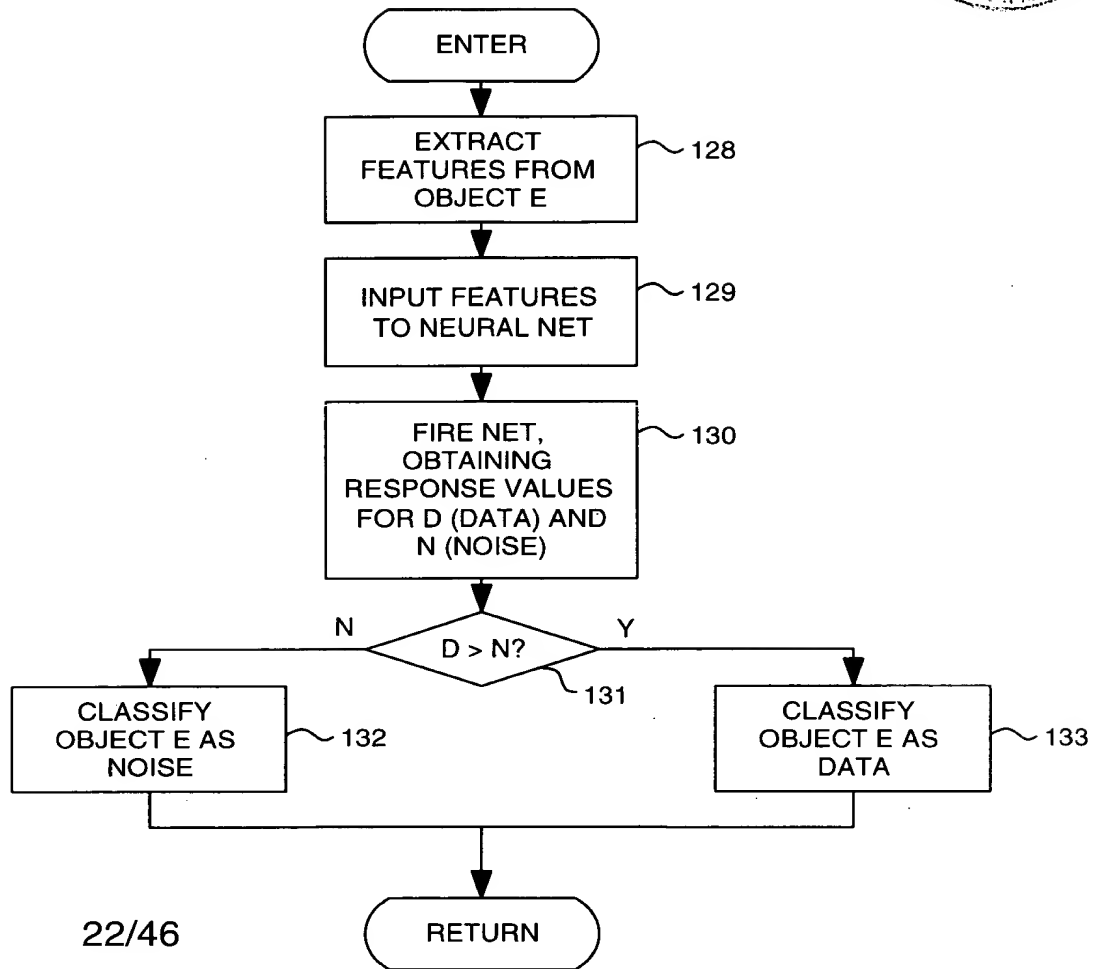 ENTER
EXTRACT
FEATURES FROM
OBJECT E
128
INPUT FEATURES
TO NEURAL NET
129
FIRE NET,
OBTAINING
RESPONSE VALUES
FOR D (DATA) AND
N (NOISE)
130
N
D > N?
Y
131
CLASSIFY
OBJECT E AS
NOISE
132
CLASSIFY
OBJECT E AS
DATA
133
RETURN
22/46